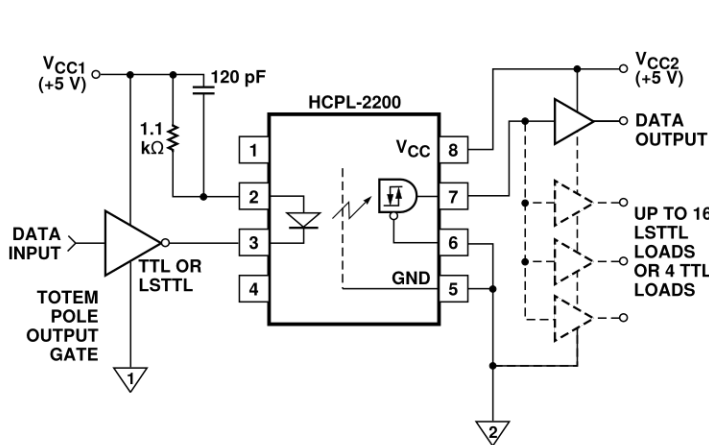 VCC1
(+5 V)
120 pF
1.1
kΩ
HCPL-2200
VCC
GND
1
2
3
4
8
7
6
5
DATA
INPUT
TTL OR
LSTTL
TOTEM
POLE
OUTPUT
GATE
1
VCC2
(+5 V)
DATA
OUTPUT
UP TO 16
LSTTL
LOADS
OR 4 TTL
LOADS
2